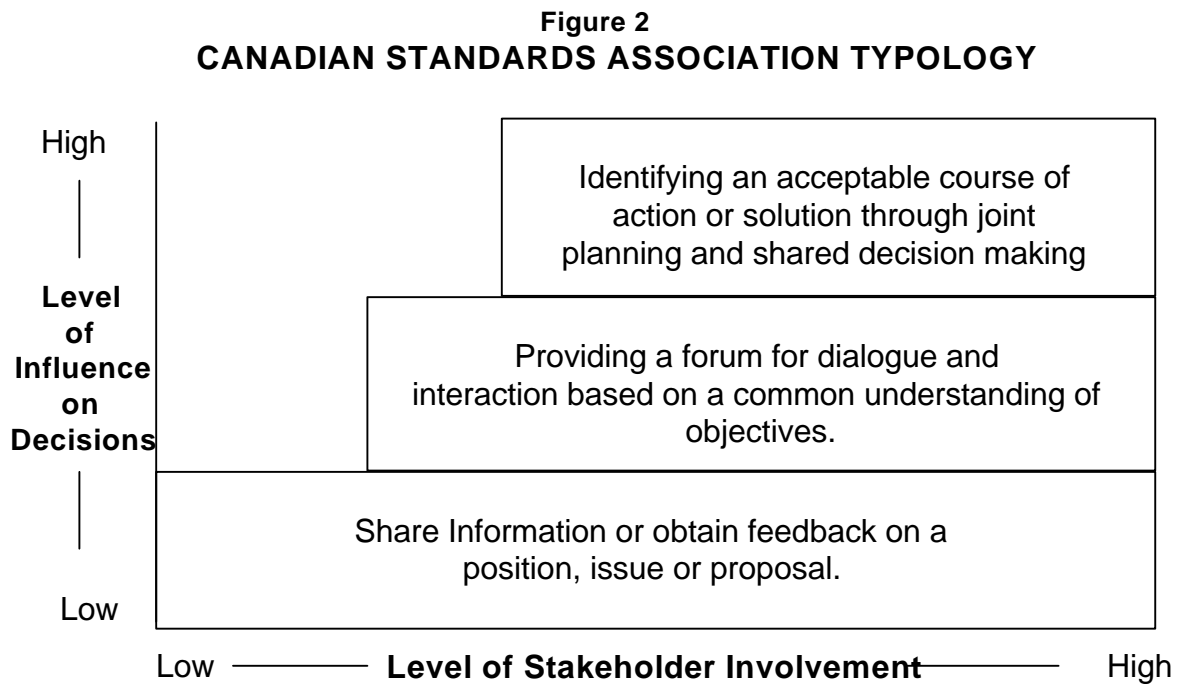 Figure 2
CANADIAN STANDARDS ASSOCIATION TYPOLOGY
High
Identifying an acceptable course of
action or solution through joint
planning and shared decision making
Level
of
Influence
on
Decisions
Providing a forum for dialogue and
interaction based on a common understanding of
objectives.
Share Information or obtain feedback on a
position, issue or proposal.
Low
Low Level of Stakeholder Involvement High